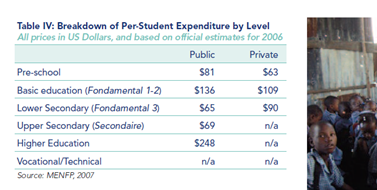 Table IV: Breakdown of Per-Student Expenditure by Level
All prices in US Dollars, and based on official estimates for 2006
Public Private
Pre-school $81 $63
Basic education (Fondamental 1-2) $136 $109
Lower Secondary (Fondamental 3) $65 $90
Upper Secondary (Secondaire) $69 n/a
Higher Education $248 n/a
Vocational/Technical n/a n/a
Source: MENFP, 2007